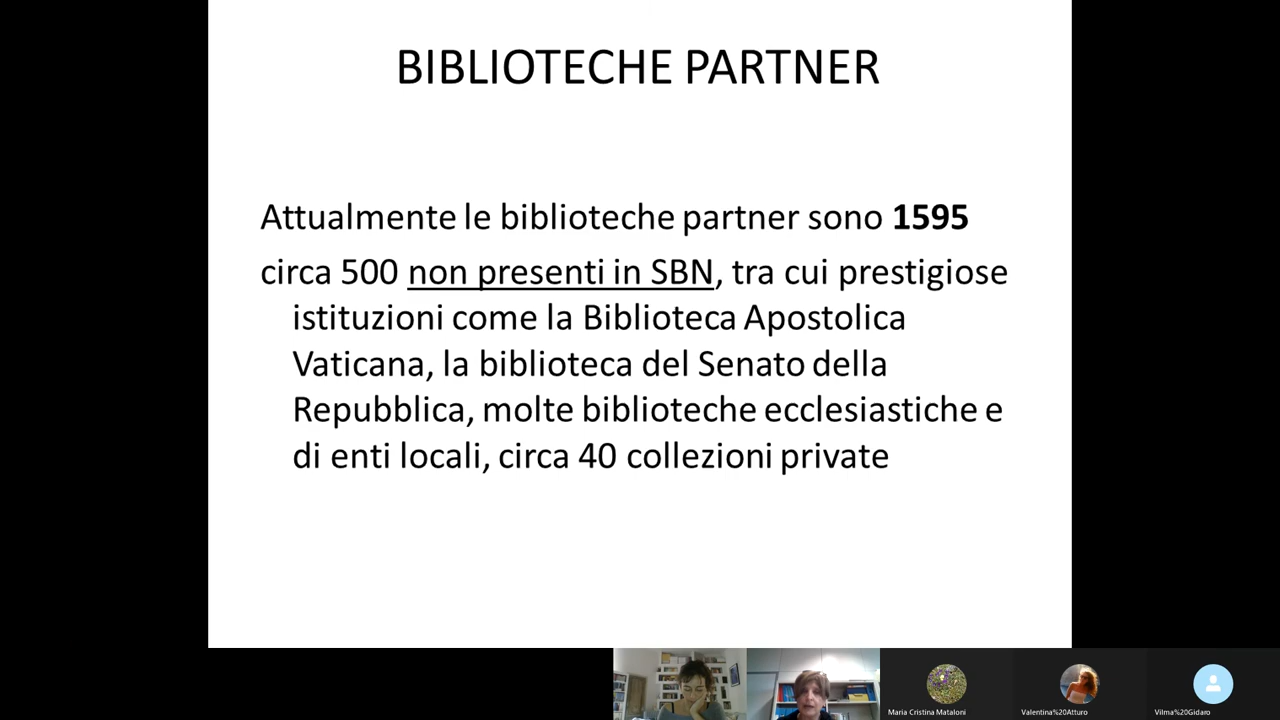 BIBLIOTECHE PARTNER
Attualmente le biblioteche partner sono 1595
circa 500 non presenti in SBN, tra cui prestigiose
istituzioni come la Biblioteca Apostolica
Vaticana, la biblioteca del Senato della
Repubblica, molte biblioteche ecclesiastiche e
di enti locali, circa 40 collezioni private
Maria Cristina Mataloni
Valentina%20Atturo
Vilma%20Gidaro